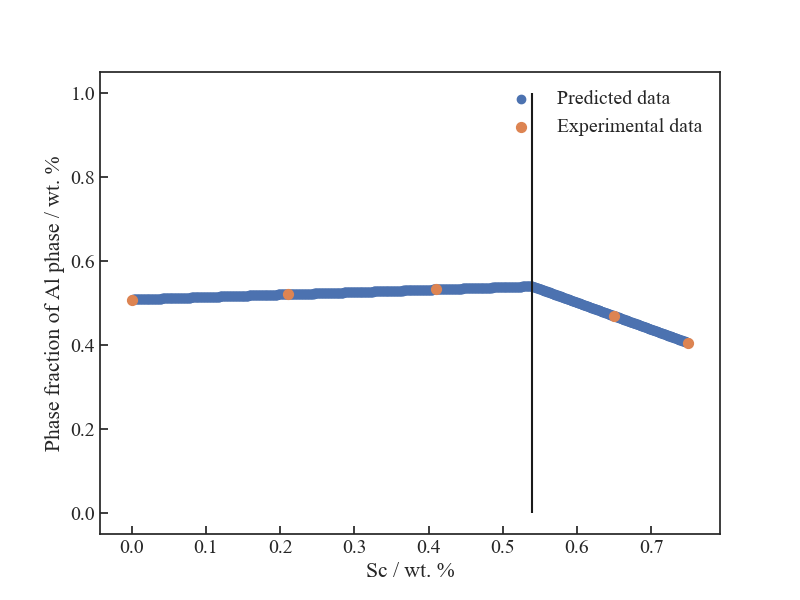 Predicted data
Experimental data
Phase fraction of Al phase / wt. %
1.0
0.8
0.6
0.4
0.2
0.0
0.0 0.1 0.2 0.3 0.4 0.5 0.6 0.7
Sc / wt. %